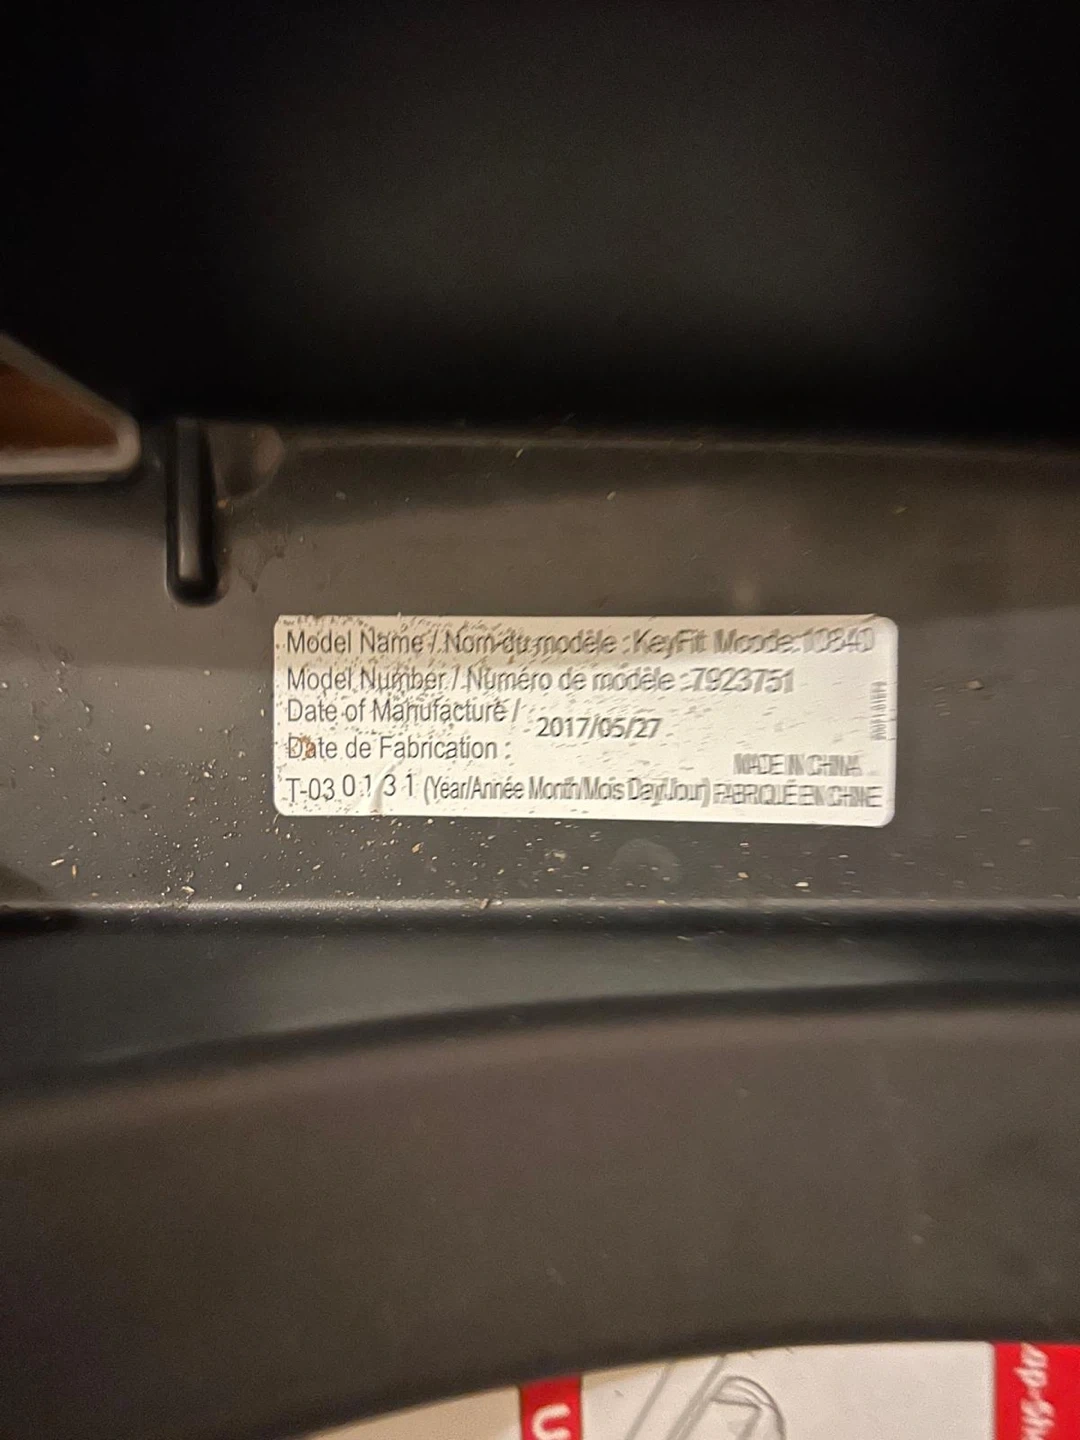 Model Name / Nom du modèle : KeyFit Mcode:10840
Model Number / Numéro de modèle :7923751
Date of Manufacture /
2017/05/27
Date de Fabrication :
MADE IN CHINA
T-03 0 1 3 1 (Year/Année Month/Mois Day/Jour) FABRIQUÉ EN CHINE
U